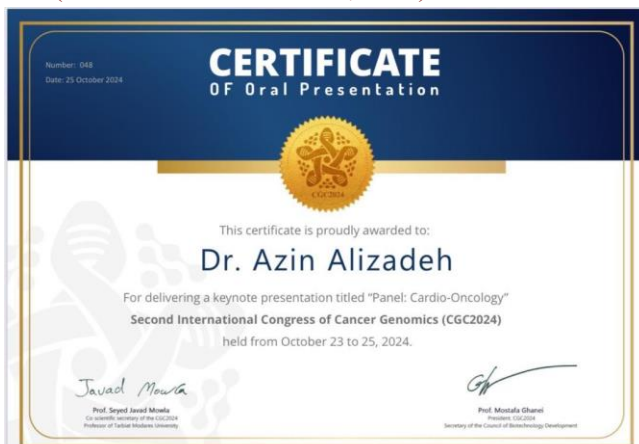 Number: 048
Date: 25 October 2024
CERTIFICATE
OF Oral Presentation
CGC2024
This certificate is proudly awarded to:
Dr. Azin Alizadeh
For delivering a keynote presentation titled "Panel: Cardio-Oncology"
Second International Congress of Cancer Genomics (CGC2024)
held from October 23 to 25, 2024.
Javad Mowla
Prof. Seyed Javad Mowla
Co-scientific secretary of the CGC2024
Professor of Tarbiat Modares University
Prof. Mostafa Ghanei
President, CGC2024
Secretary of the Council of Biotechnology Development